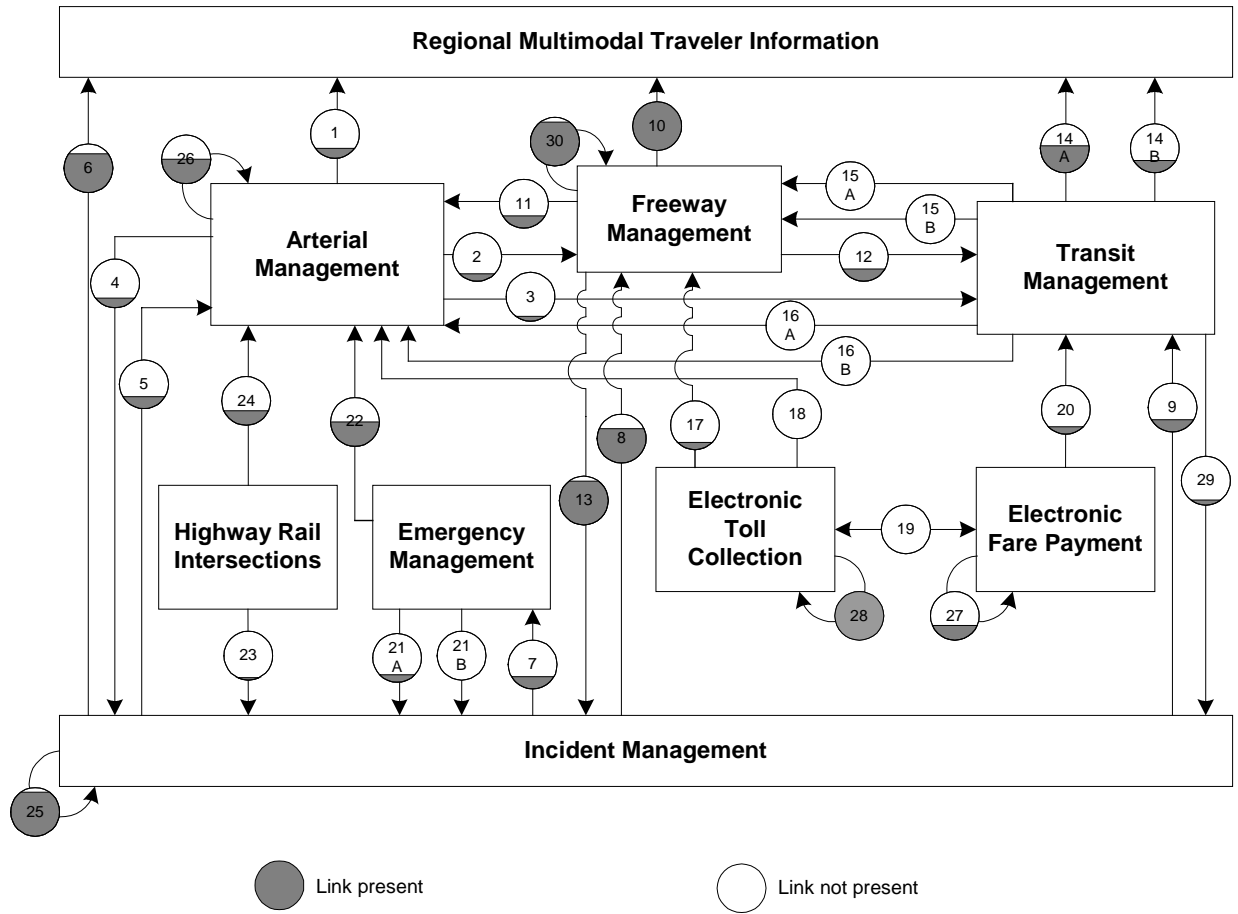 Regional Multimodal Traveler Information
1
10
30
14
A
14
B
26
6
15
A
11
Freeway
Management
15
B
Arterial
Management
2
12
Transit
Management
4
3
16
A
16
B
5
24
22
8
17
18
20
9
13
29
Highway Rail
Intersections
Emergency
Management
Electronic
Toll
Collection
19
Electronic
Fare Payment
28
27
23
21
A
21
B
7
Incident Management
25
Link present
Link not present